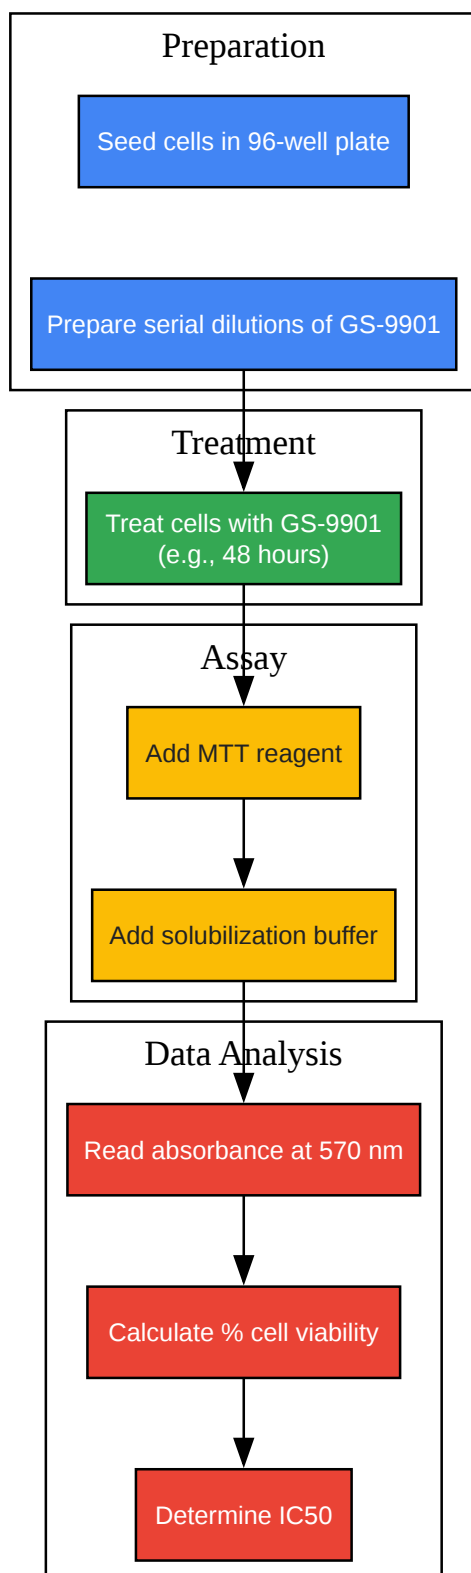 Preparation
Seed cells in 96-well plate
Prepare serial dilutions of GS-9901
Treatment
Treat cells with GS-9901
(e.g., 48 hours)
Assay
Add MTT reagent
Add solubilization buffer
Data Analysis
Read absorbance at 570 nm
Calculate % cell viability
Determine IC50